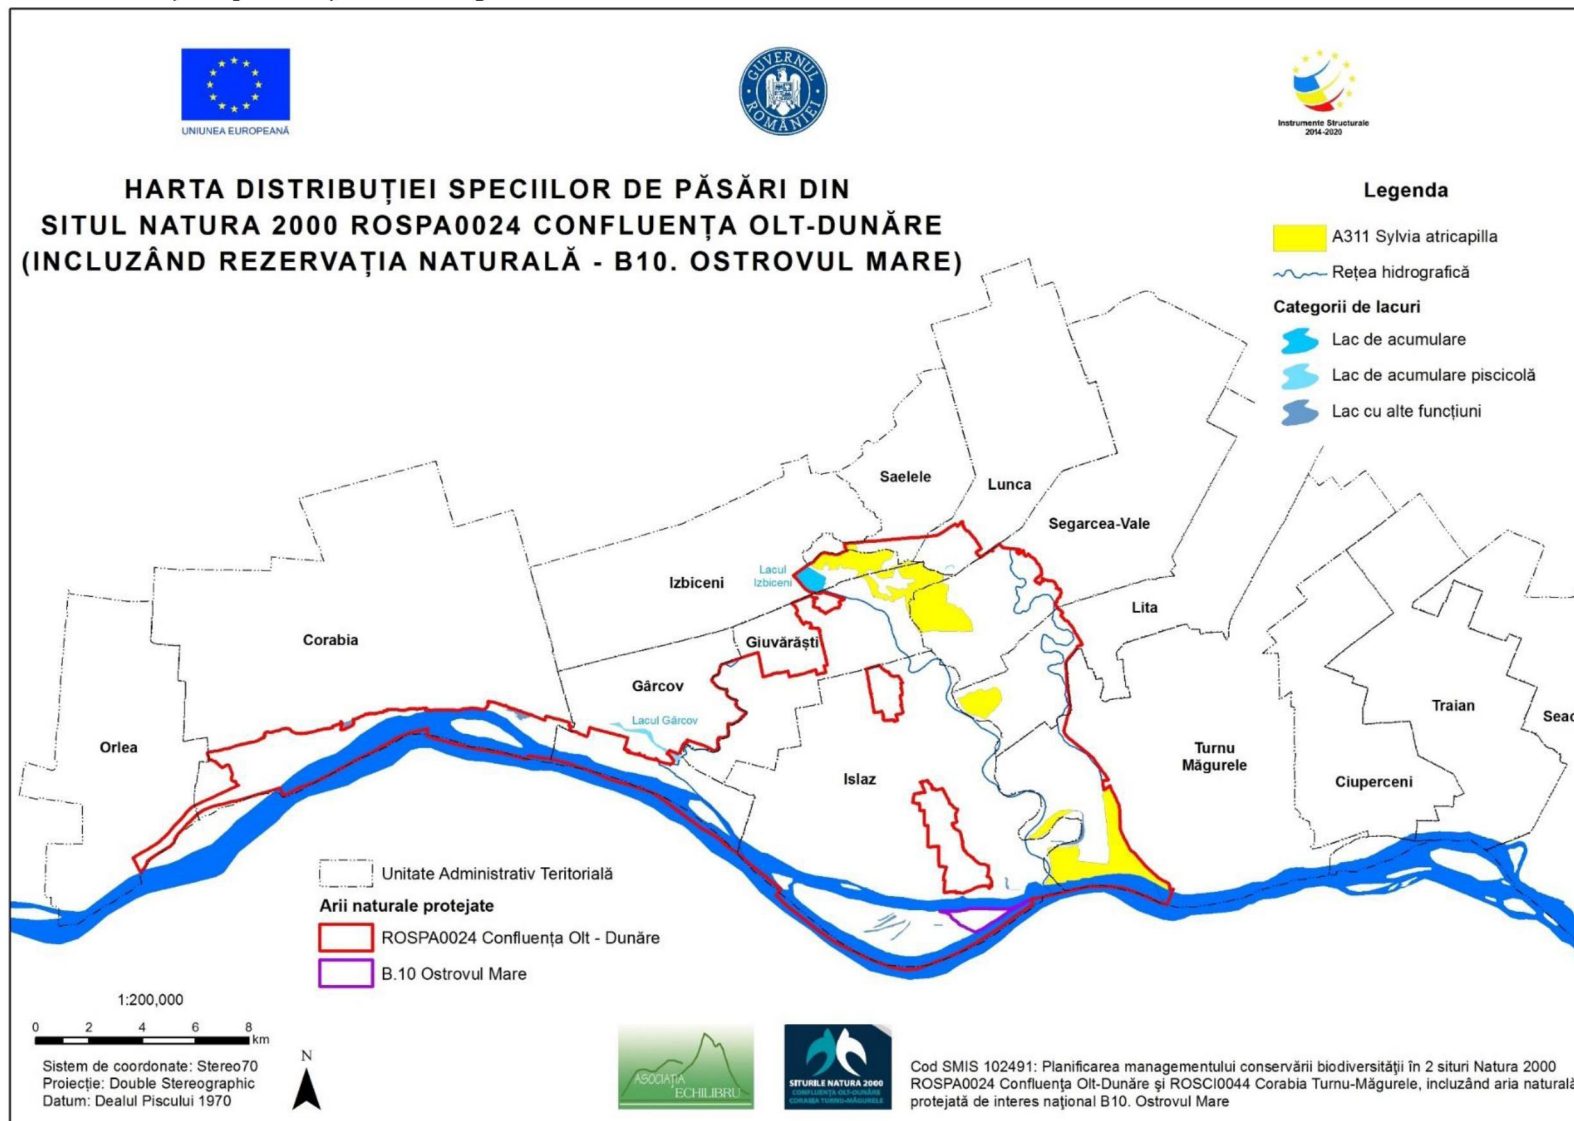 UNIUNEA EUROPEANĂ
GUVERNUL ROMÂNIEI
Instrumente Structurale
2014-2020
HARTA DISTRIBUȚIEI SPECIILOR DE PĂSĂRI DIN
SITUL NATURA 2000 ROSPA0024 CONFLUENȚA OLT-DUNĂRE
(INCLUZÂND REZERVAȚIA NATURALĂ - B10. OSTROVUL MARE)
Legenda
A311 Sylvia atricapilla
Rețea hidrografică
Categorii de lacuri
Lac de acumulare
Lac de acumulare piscicolă
Lac cu alte funcțiuni
Saelele
Lunca
Segarcea-Vale
Lacul
Izbiceni
Izbiceni
Lita
Corabia
Giuvărăști
Gârcov
Lacul Gârcov
Orlea
Islaz
Turnu
Măgurele
Traian
Seac
Ciuperceni
Unitate Administrativ Teritorială
Arii naturale protejate
ROSPA0024 Confluența Olt - Dunăre
B.10 Ostrovul Mare
1:200,000
0 2 4 6 8
km
N
Sistem de coordonate: Stereo70
Proiecție: Double Stereographic
Datum: Dealul Piscului 1970
ASOCIAȚIA
ECHILIBRU
SITURILE NATURA 2000
CONFLUENȚA OLT-DUNĂRE
CORABIA TURNU-MĂGURELE
Cod SMIS 102491: Planificarea managementului conservării biodiversității în 2 situri Natura 2000
ROSPA0024 Confluența Olt-Dunăre și ROSCI0044 Corabia Turnu-Măgurele, incluzând aria naturală
protejată de interes național B10. Ostrovul Mare